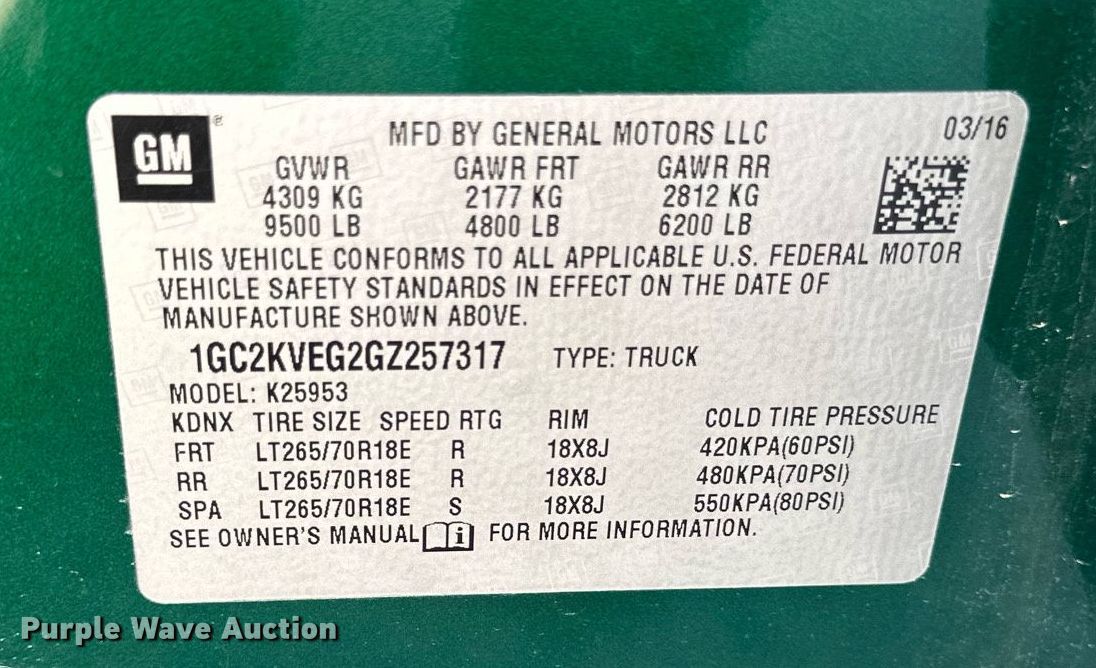 GM®
MFD BY GENERAL MOTORS LLC 03/16
GVWR GAWR FRT GAWR RR
4309 KG 2177 KG 2812 KG
9500 LB 4800 LB 6200 LB
THIS VEHICLE CONFORMS TO ALL APPLICABLE U.S. FEDERAL MOTOR
VEHICLE SAFETY STANDARDS IN EFFECT ON THE DATE OF
MANUFACTURE SHOWN ABOVE.
1GC2KVEG2GZ257317 TYPE: TRUCK
MODEL: K25953
KDNX TIRE SIZE SPEED RTG RIM COLD TIRE PRESSURE
FRT LT265/70R18E R 18X8J 420KPA(60PSI)
RR LT265/70R18E R 18X8J 480KPA(70PSI)
SPA LT265/70R18E S 18X8J 550KPA(80PSI)
SEE OWNER'S MANUAL i FOR MORE INFORMATION.
Purple Wave Auction